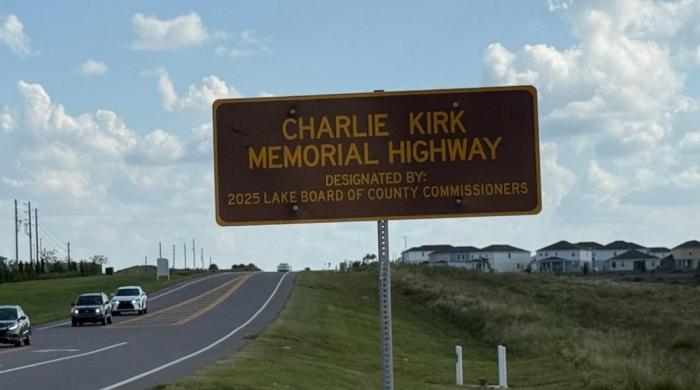 CHARLIE KIRK
MEMORIAL HIGHWAY
DESIGNATED BY:
2025 LAKE BOARD OF COUNTY COMMISSIONERS